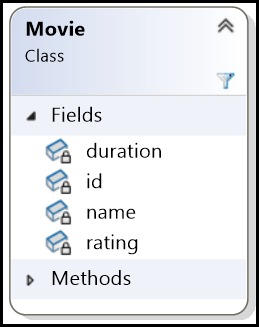 Movie
Class
Fields
duration
id
name
rating
Methods